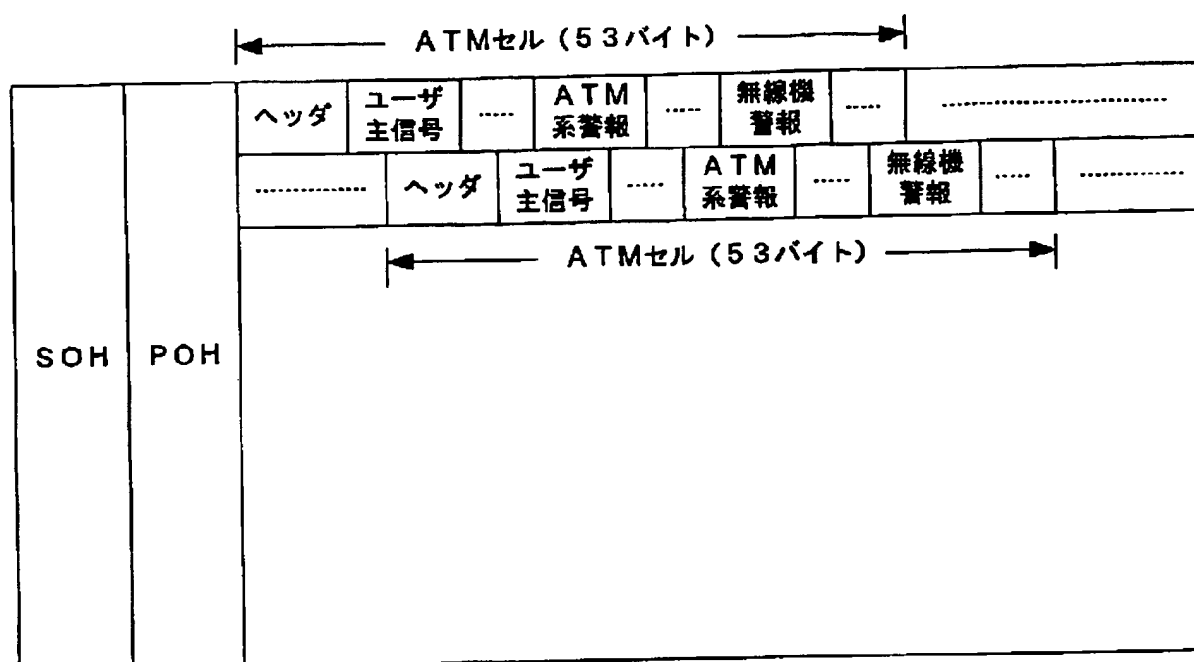 ATMセル(53バイト)
ヘッダ
ユーザ
主信号
.....
ATM
系警報
.....
無線機
警報
.....
........................
..............
ヘッダ
ユーザ
主信号
.....
ATM
系警報
.....
無線機
警報
.....
.............
ATMセル(53バイト)
SOH
POH